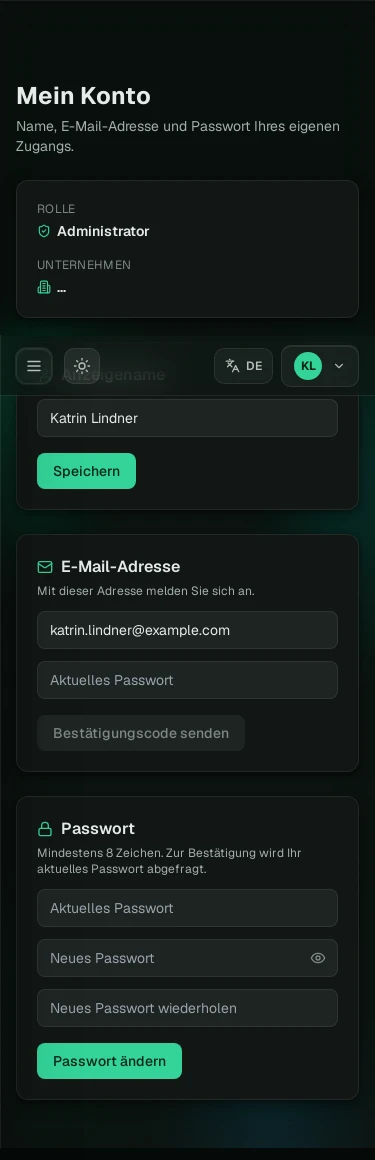 Mein Konto
Name, E-Mail-Adresse und Passwort Ihres eigenen
Zugangs.
ROLLE
Administrator
UNTERNEHMEN
...
Anzeigename
DE
KL
Katrin Lindner
Speichern
E-Mail-Adresse
Mit dieser Adresse melden Sie sich an.
katrin.lindner@example.com
Aktuelles Passwort
Bestätigungscode senden
Passwort
Mindestens 8 Zeichen. Zur Bestätigung wird Ihr
aktuelles Passwort abgefragt.
Aktuelles Passwort
Neues Passwort
Neues Passwort wiederholen
Passwort ändern